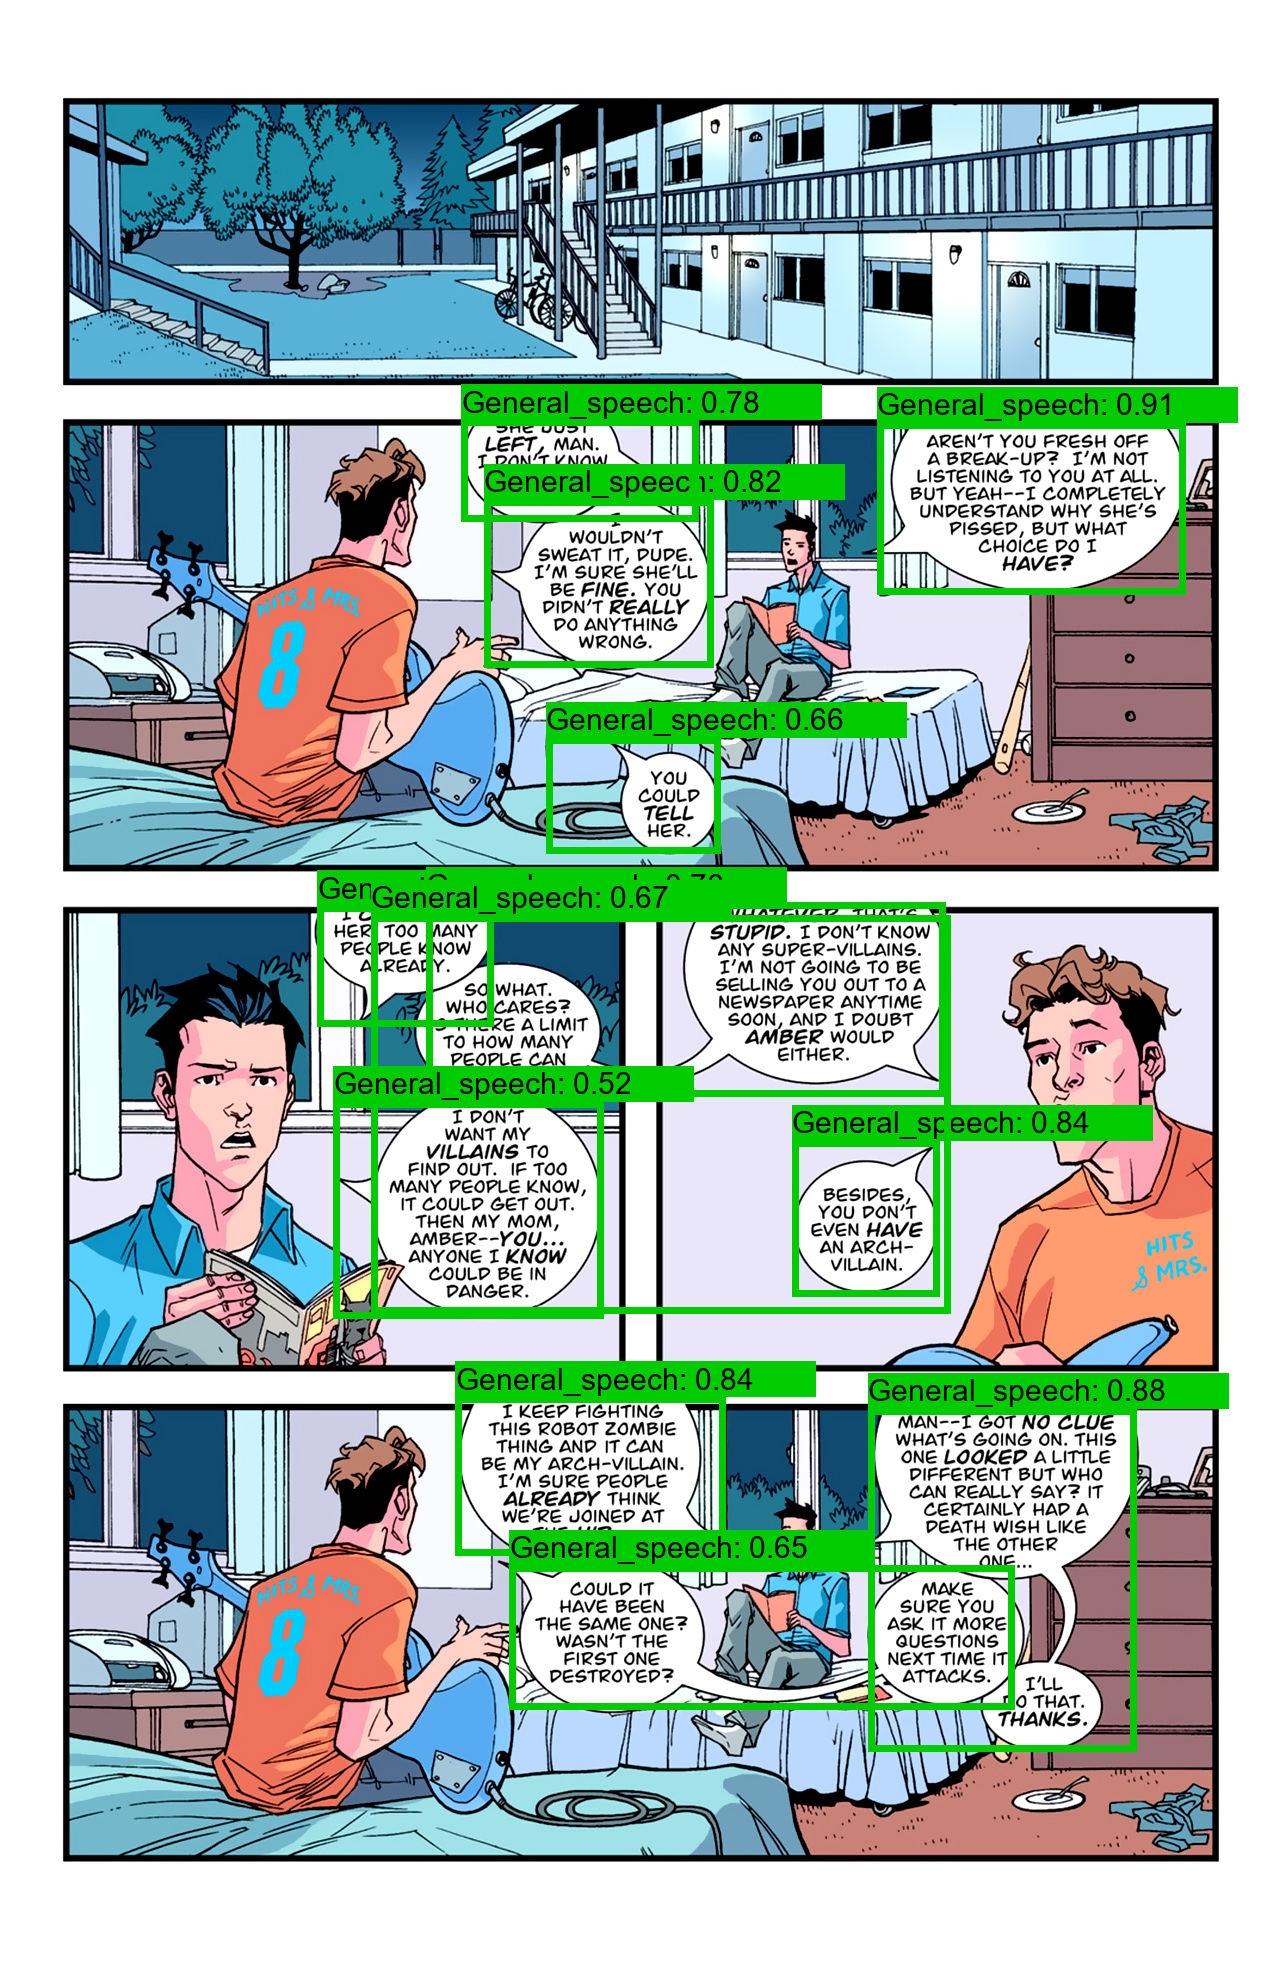 General_speech: 0.78
SHE JUST
LEFT, MAN.
I DON'T KNOW
General_speech: 0.82
I
WOULDN'T
SWEAT IT, DUDE.
I'M SURE SHE'LL
BE FINE. YOU
DIDN'T REALLY
DO ANYTHING
WRONG.
General_speech: 0.91
AREN'T YOU FRESH OFF
A BREAK-UP? I'M NOT
LISTENING TO YOU AT ALL.
BUT YEAH--I COMPLETELY
UNDERSTAND WHY SHE'S
PISSED, BUT WHAT
CHOICE DO I
HAVE?
HITS & MRS.
8
General_speech: 0.66
YOU
COULD
TELL
HER.
General_speech: 0.67
HER. TOO MANY
PEOPLE KNOW
ALREADY.
SO WHAT.
WHO CARES?
IS THERE A LIMIT
TO HOW MANY
PEOPLE CAN
General_speech: 0.52
I DON'T
WANT MY
VILLAINS TO
FIND OUT. IF TOO
MANY PEOPLE KNOW,
IT COULD GET OUT.
THEN MY MOM,
AMBER--YOU...
ANYONE I KNOW
COULD BE IN
DANGER.
WHATEVER. THAT'S
STUPID. I DON'T KNOW
ANY SUPER-VILLAINS.
I'M NOT GOING TO BE
SELLING YOU OUT TO A
NEWSPAPER ANYTIME
SOON, AND I DOUBT
AMBER WOULD
EITHER.
General_speech: 0.84
BESIDES,
YOU DON'T
EVEN HAVE
AN ARCH-
VILLAIN.
HITS
& MRS.
General_speech: 0.84
I KEEP FIGHTING
THIS ROBOT ZOMBIE
THING AND IT CAN
BE MY ARCH-VILLAIN.
I'M SURE PEOPLE
ALREADY THINK
WE'RE JOINED AT
THE HIP.
General_speech: 0.65
COULD IT
HAVE BEEN
THE SAME ONE?
WASN'T THE
FIRST ONE
DESTROYED?
General_speech: 0.88
MAN--I GOT NO CLUE
WHAT'S GOING ON. THIS
ONE LOOKED A LITTLE
DIFFERENT BUT WHO
CAN REALLY SAY? IT
CERTAINLY HAD A
DEATH WISH LIKE
THE OTHER
ONE...
MAKE
SURE YOU
ASK IT MORE
QUESTIONS
NEXT TIME IT
ATTACKS.
I'LL
DO THAT.
THANKS.
HITS & MRS.
8